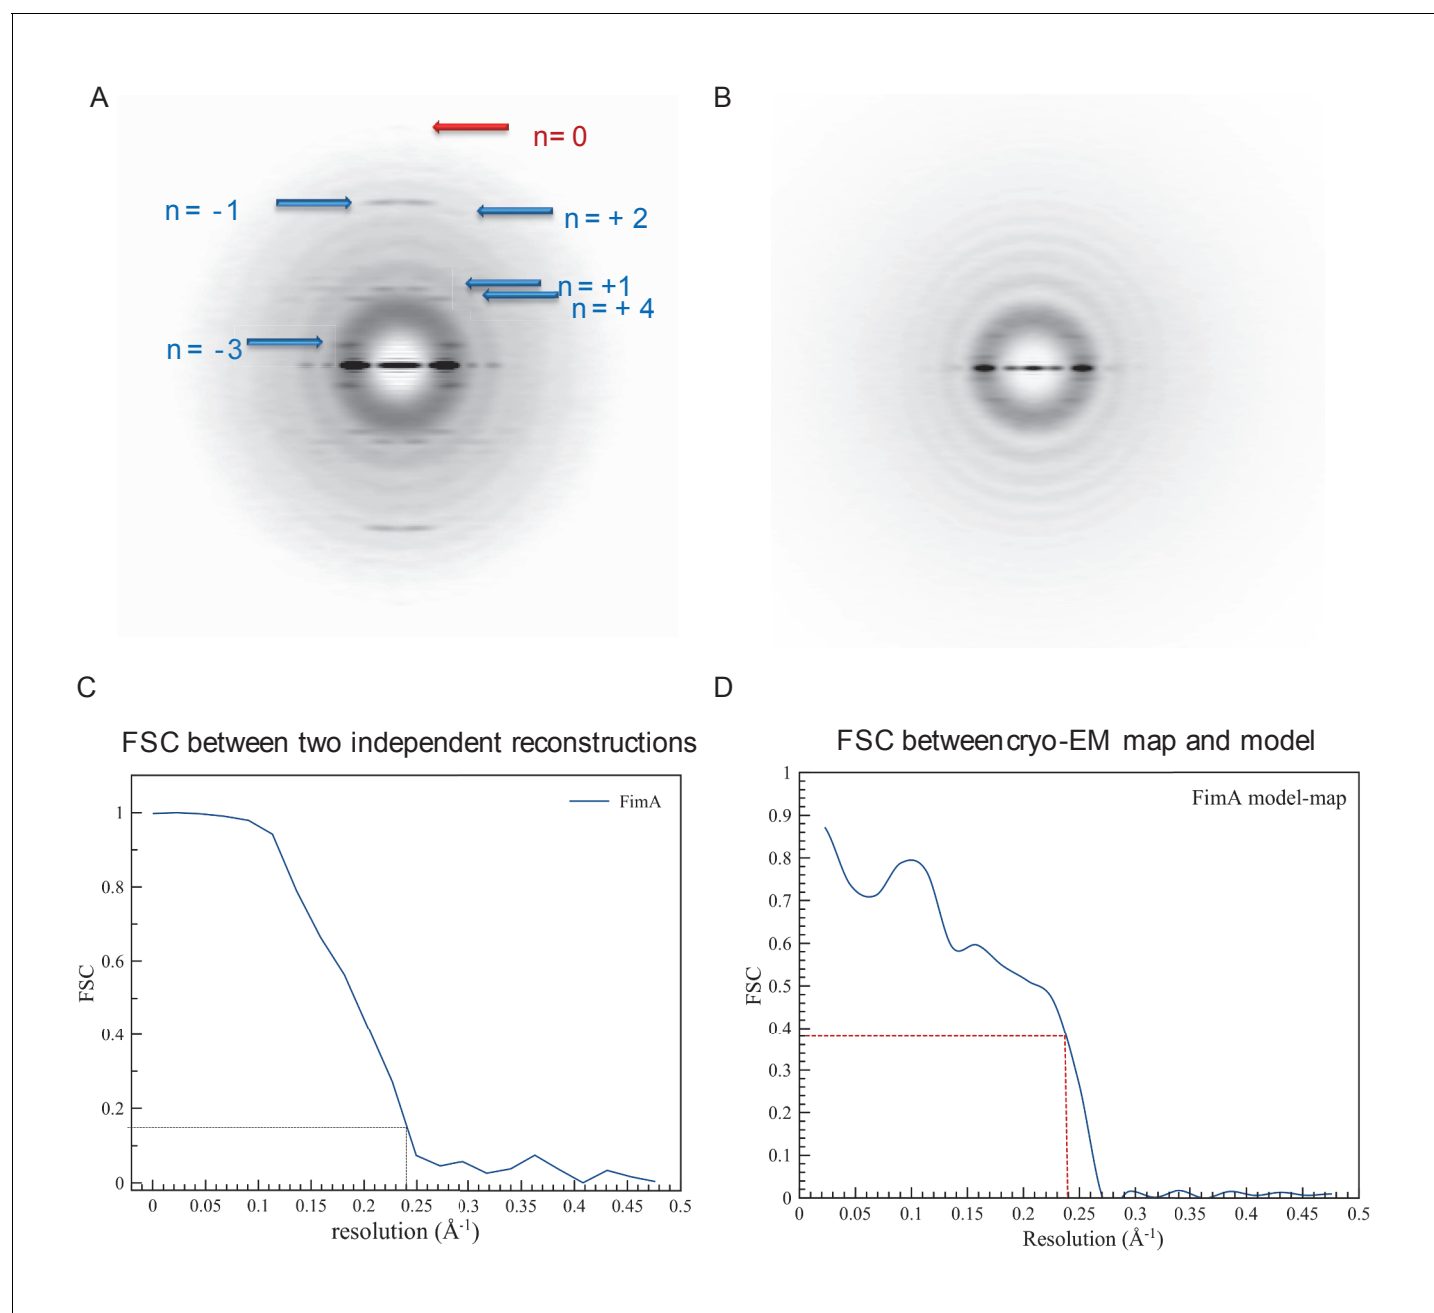 A
B
n= 0
n= -1
n= + 2
n= +1
n= + 4
n= -3
C
D
FSC between two independent reconstructions
FSC between cryo-EM map and model
FimA
1
0.8
0.6
0.4
0.2
0
FSC
0 0.05 0.1 0.15 0.2 0.25 0.3 0.35 0.4 0.45 0.5
resolution (Å-1)
FimA model-map
1
0.9
0.8
0.7
0.6
0.5
0.4
0.3
0.2
0.1
0
FSC
0 0.05 0.1 0.15 0.2 0.25 0.3 0.35 0.4 0.45 0.5
Resolution (Å-1)